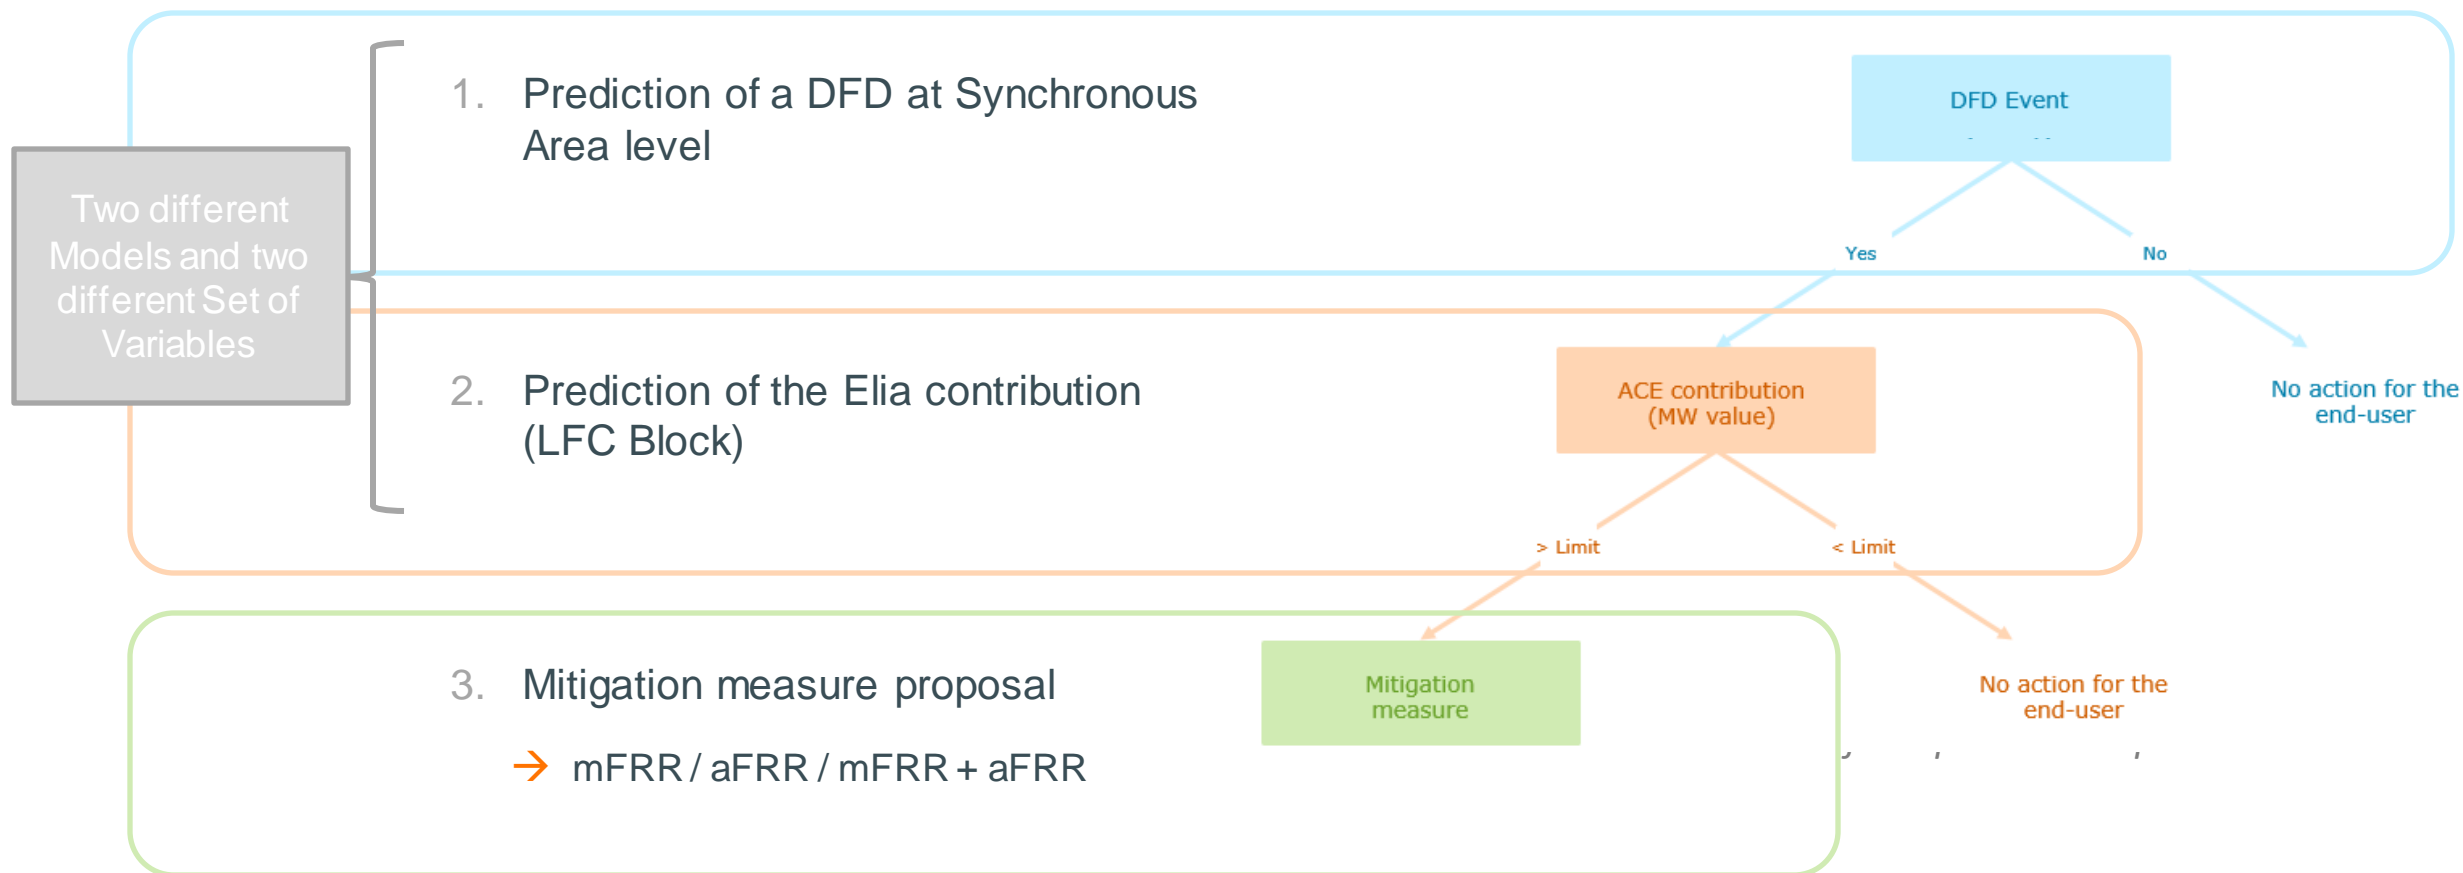 1. Prediction of a DFD at Synchronous
Area level
DFD Event
Two different
Models and two
different Set of
Variables
Yes
No
2. Prediction of the Elia contribution
(LFC Block)
ACE contribution
(MW value)
No action for the
end-user
> Limit
< Limit
3. Mitigation measure proposal
→ mFRR / aFRR / mFRR + aFRR
Mitigation
measure
No action for the
end-user